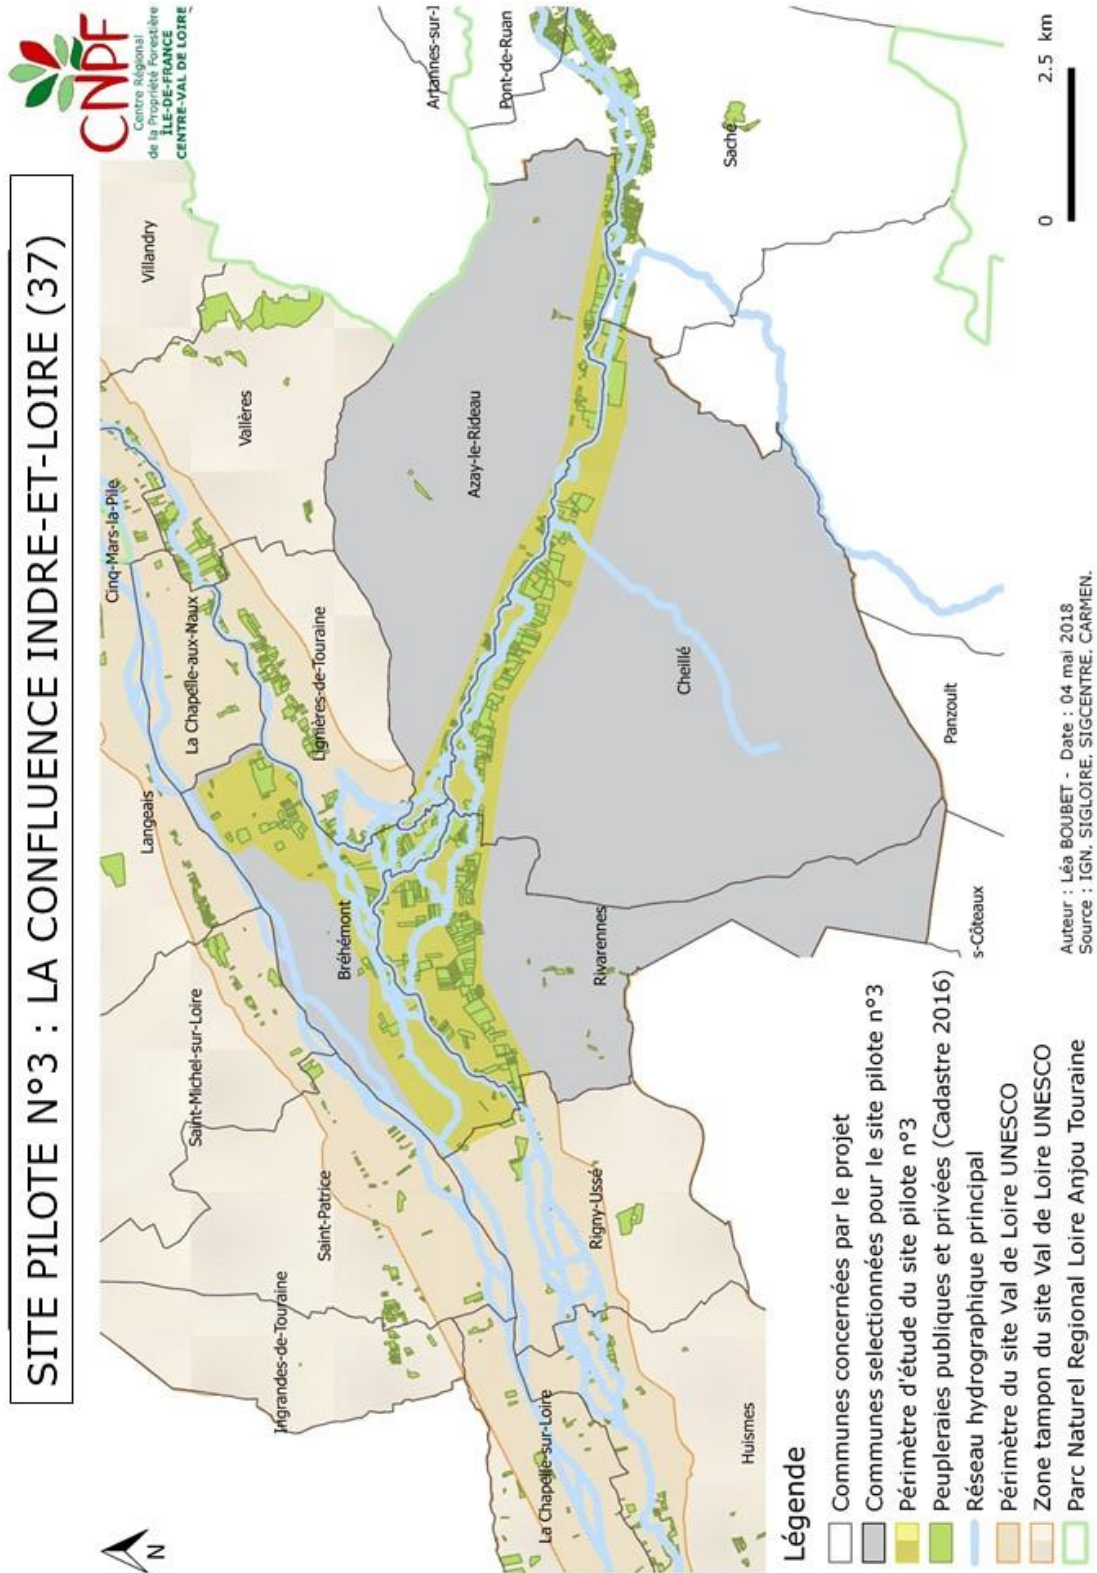 SITE PILOTE N°3 : LA CONFLUENCE INDRE-ET-LOIRE (37)
CNPF
Centre Régional
de la Propriété Forestière
ÎLE-DE-FRANCE
CENTRE-VAL DE LOIRE
N
Cinq-Mars-la-Pile
Villandry
Langeais
La Chapelle-aux-Naux
Vallères
Saint-Michel-sur-Loire
Lignières-de-Touraine
Artannes-sur-I
Ingrandes-de-Touraine
Saint-Patrice
Bréhémont
Azay-le-Rideau
Pont-de-Ruan
La Chapelle-sur-Loire
Rigny-Ussé
Rivarennes
Cheillé
Saché
Huismes
s-Côteaux
Panzoult
Légende
Communes concernées par le projet
Communes selectionnées pour le site pilote n°3
Périmètre d'étude du site pilote n°3
Peupleraies publiques et privées (Cadastre 2016)
Réseau hydrographique principal
Périmètre du site Val de Loire UNESCO
Zone tampon du site Val de Loire UNESCO
Parc Naturel Regional Loire Anjou Touraine
0 2.5 km
Auteur : Léa BOUBET - Date : 04 mai 2018
Source : IGN. SIGLOIRE. SIGCENTRE. CARMEN.